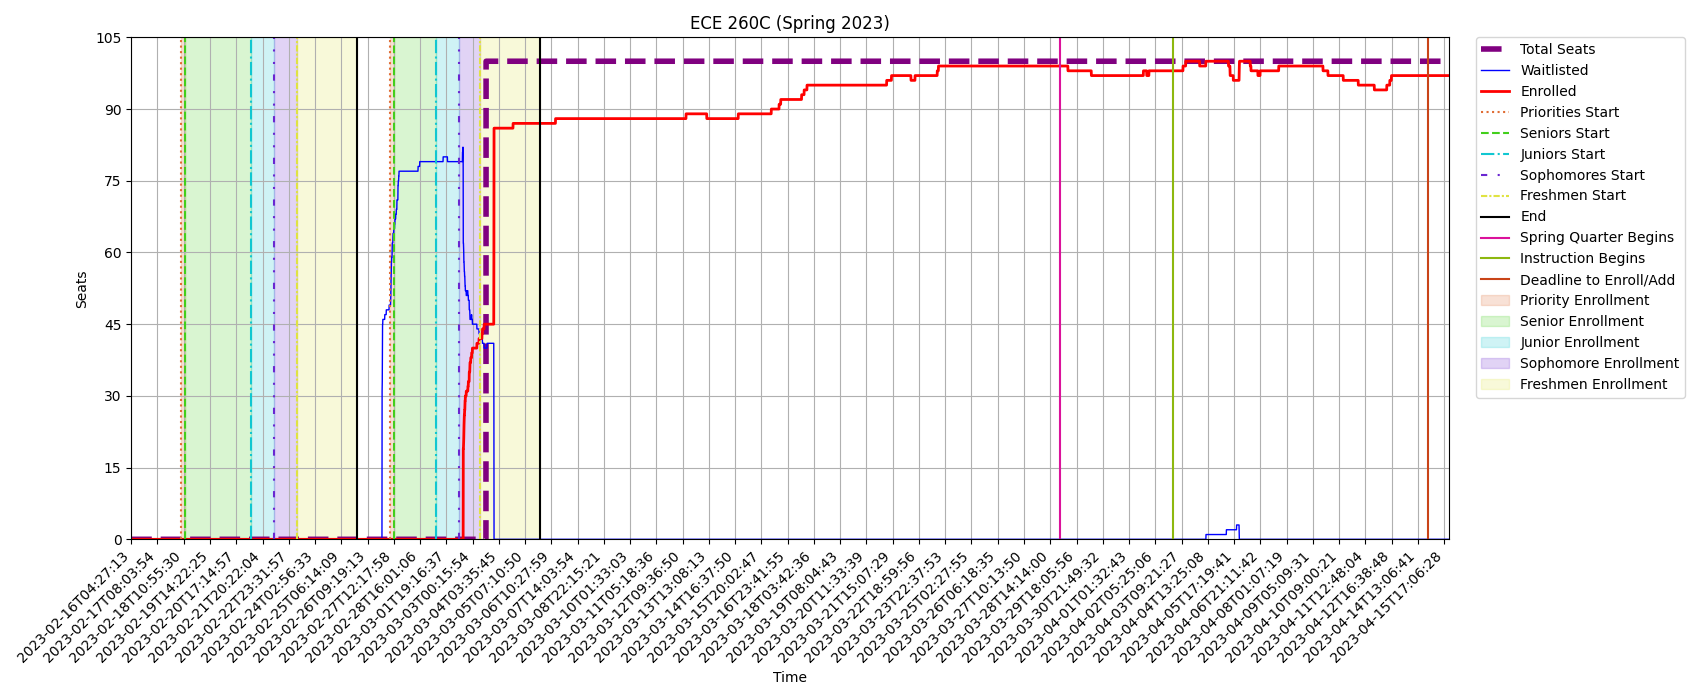 ECE 260C (Spring 2023)
105
90
75
60
45
30
15
0
Seats
2023-02-16T04:27:13
2023-02-17T08:03:54
2023-02-18T10:55:30
2023-02-19T14:22:25
2023-02-20T17:14:57
2023-02-21T20:22:04
2023-02-22T23:31:57
2023-02-24T02:56:33
2023-02-25T06:14:09
2023-02-26T09:19:13
2023-02-27T12:17:58
2023-02-28T16:01:06
2023-03-01T19:16:37
2023-03-03T00:15:54
2023-03-04T03:35:45
2023-03-05T07:10:50
2023-03-06T10:27:59
2023-03-07T14:03:54
2023-03-08T22:15:21
2023-03-10T01:33:03
2023-03-11T05:18:36
2023-03-12T09:36:50
2023-03-13T13:08:13
2023-03-14T16:37:50
2023-03-15T20:02:47
2023-03-16T23:41:55
2023-03-18T03:42:36
2023-03-19T08:04:43
2023-03-20T11:33:39
2023-03-21T15:07:29
2023-03-22T18:59:56
2023-03-23T22:37:53
2023-03-25T02:27:55
2023-03-26T06:18:35
2023-03-27T10:13:50
2023-03-28T14:14:00
2023-03-29T18:05:56
2023-03-30T21:49:32
2023-04-01T01:32:43
2023-04-02T05:25:06
2023-04-03T09:21:27
2023-04-04T13:25:08
2023-04-05T17:19:41
2023-04-06T21:11:42
2023-04-08T01:07:19
2023-04-09T05:09:31
2023-04-10T09:00:21
2023-04-11T12:48:04
2023-04-12T16:38:48
2023-04-14T13:06:41
2023-04-15T17:06:28
Time
Total Seats
Waitlisted
Enrolled
Priorities Start
Seniors Start
Juniors Start
Sophomores Start
Freshmen Start
End
Spring Quarter Begins
Instruction Begins
Deadline to Enroll/Add
Priority Enrollment
Senior Enrollment
Junior Enrollment
Sophomore Enrollment
Freshmen Enrollment